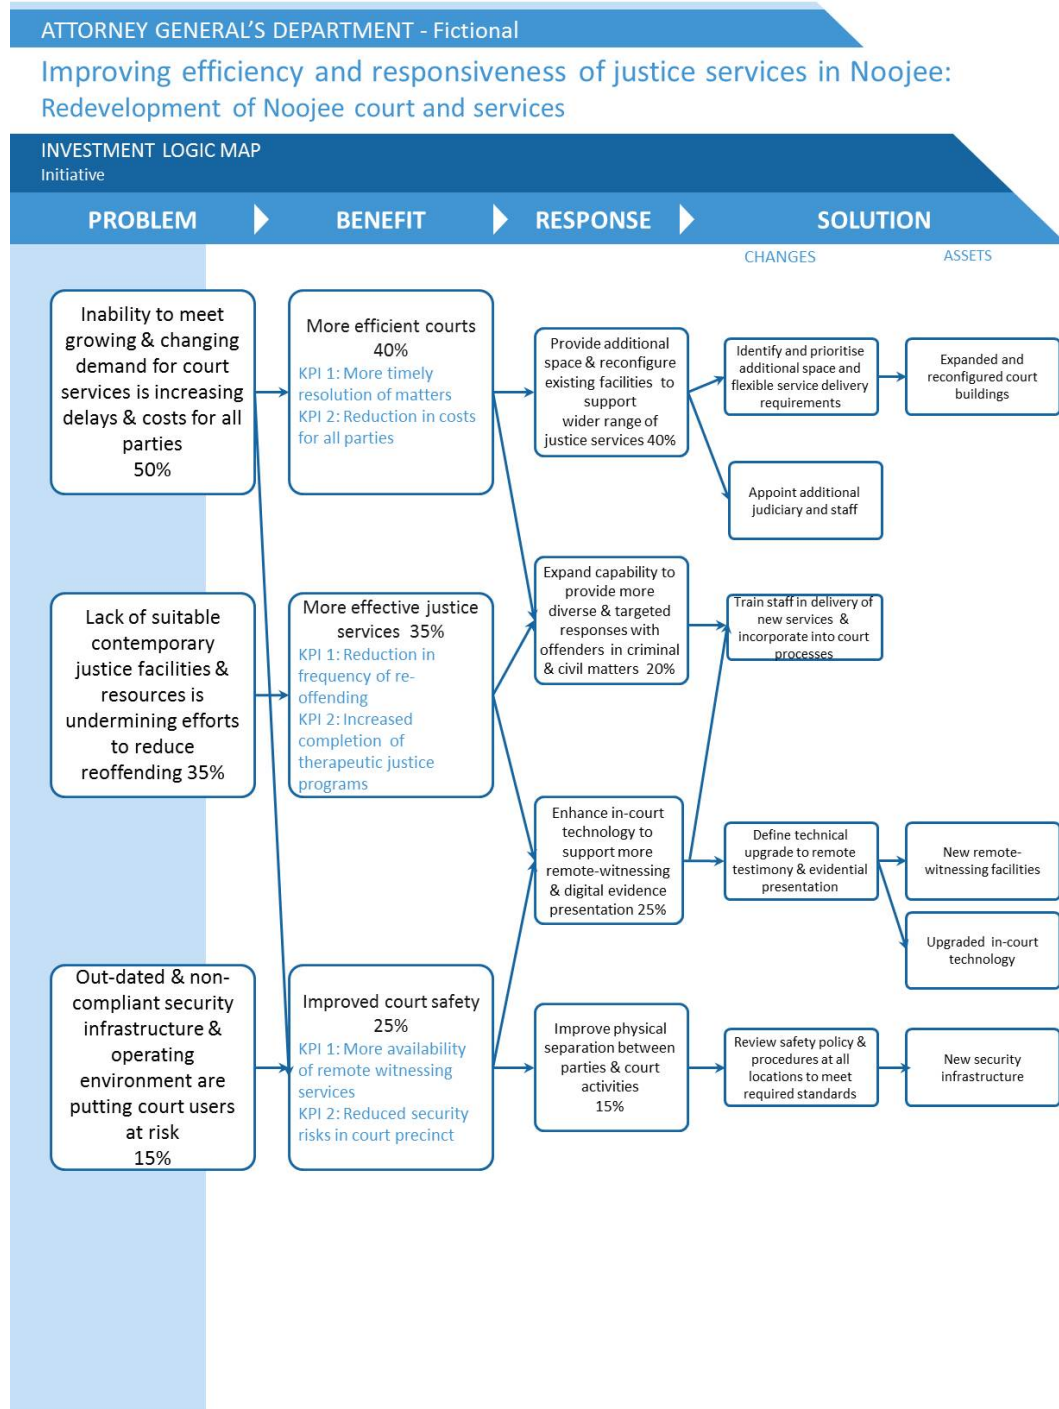 ATTORNEY GENERAL'S DEPARTMENT - Fictional
Improving efficiency and responsiveness of justice services in Noojee:
Redevelopment of Noojee court and services
INVESTMENT LOGIC MAP
Initiative
PROBLEM
BENEFIT
RESPONSE
SOLUTION
CHANGES
ASSETS
Inability to meet
growing & changing
demand for court
services is increasing
delays & costs for all
parties
50%
More efficient courts
40%
KPI 1: More timely
resolution of matters
KPI 2: Reduction in costs
for all parties
Provide additional
space & reconfigure
existing facilities to
support
wider range of
justice services 40%
Identify and prioritise
additional space and
flexible service delivery
requirements
Expanded and
reconfigured court
buildings
Appoint additional
judiciary and staff
Lack of suitable
contemporary
justice facilities &
resources is
undermining efforts
to reduce
reoffending 35%
More effective justice
services 35%
KPI 1: Reduction in
frequency of re-
offending
KPI 2: Increased
completion of
therapeutic justice
programs
Expand capability to
provide more
diverse & targeted
responses with
offenders in criminal
& civil matters 20%
Train staff in delivery of
new services &
incorporate into court
processes
Enhance in-court
technology to
support more
remote-witnessing
& digital evidence
presentation 25%
Define technical
upgrade to remote
testimony & evidential
presentation
New remote-
witnessing facilities
Upgraded in-court
technology
Out-dated & non-
compliant security
infrastructure &
operating
environment are
putting court users
at risk
15%
Improved court safety
25%
KPI 1: More availability
of remote witnessing
services
KPI 2: Reduced security
risks in court precinct
Improve physical
separation between
parties & court
activities
15%
Review safety policy &
procedures at all
locations to meet
required standards
New security
infrastructure